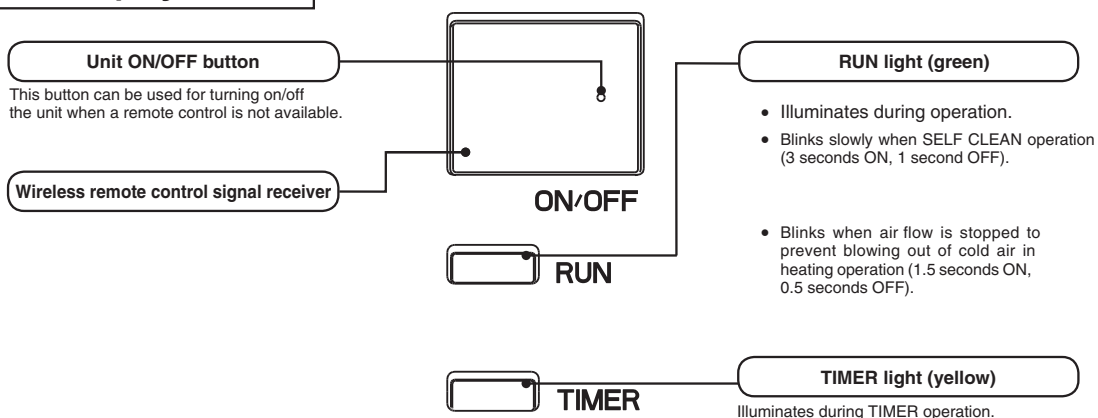 Unit ON/OFF button
This button can be used for turning on/off
the unit when a remote control is not available.
Wireless remote control signal receiver
ON/OFF
RUN
TIMER
RUN light (green)
• Illuminates during operation.
• Blinks slowly when SELF CLEAN operation
(3 seconds ON, 1 second OFF).
• Blinks when air flow is stopped to
prevent blowing out of cold air in
heating operation (1.5 seconds ON,
0.5 seconds OFF).
TIMER light (yellow)
Illuminates during TIMER operation.